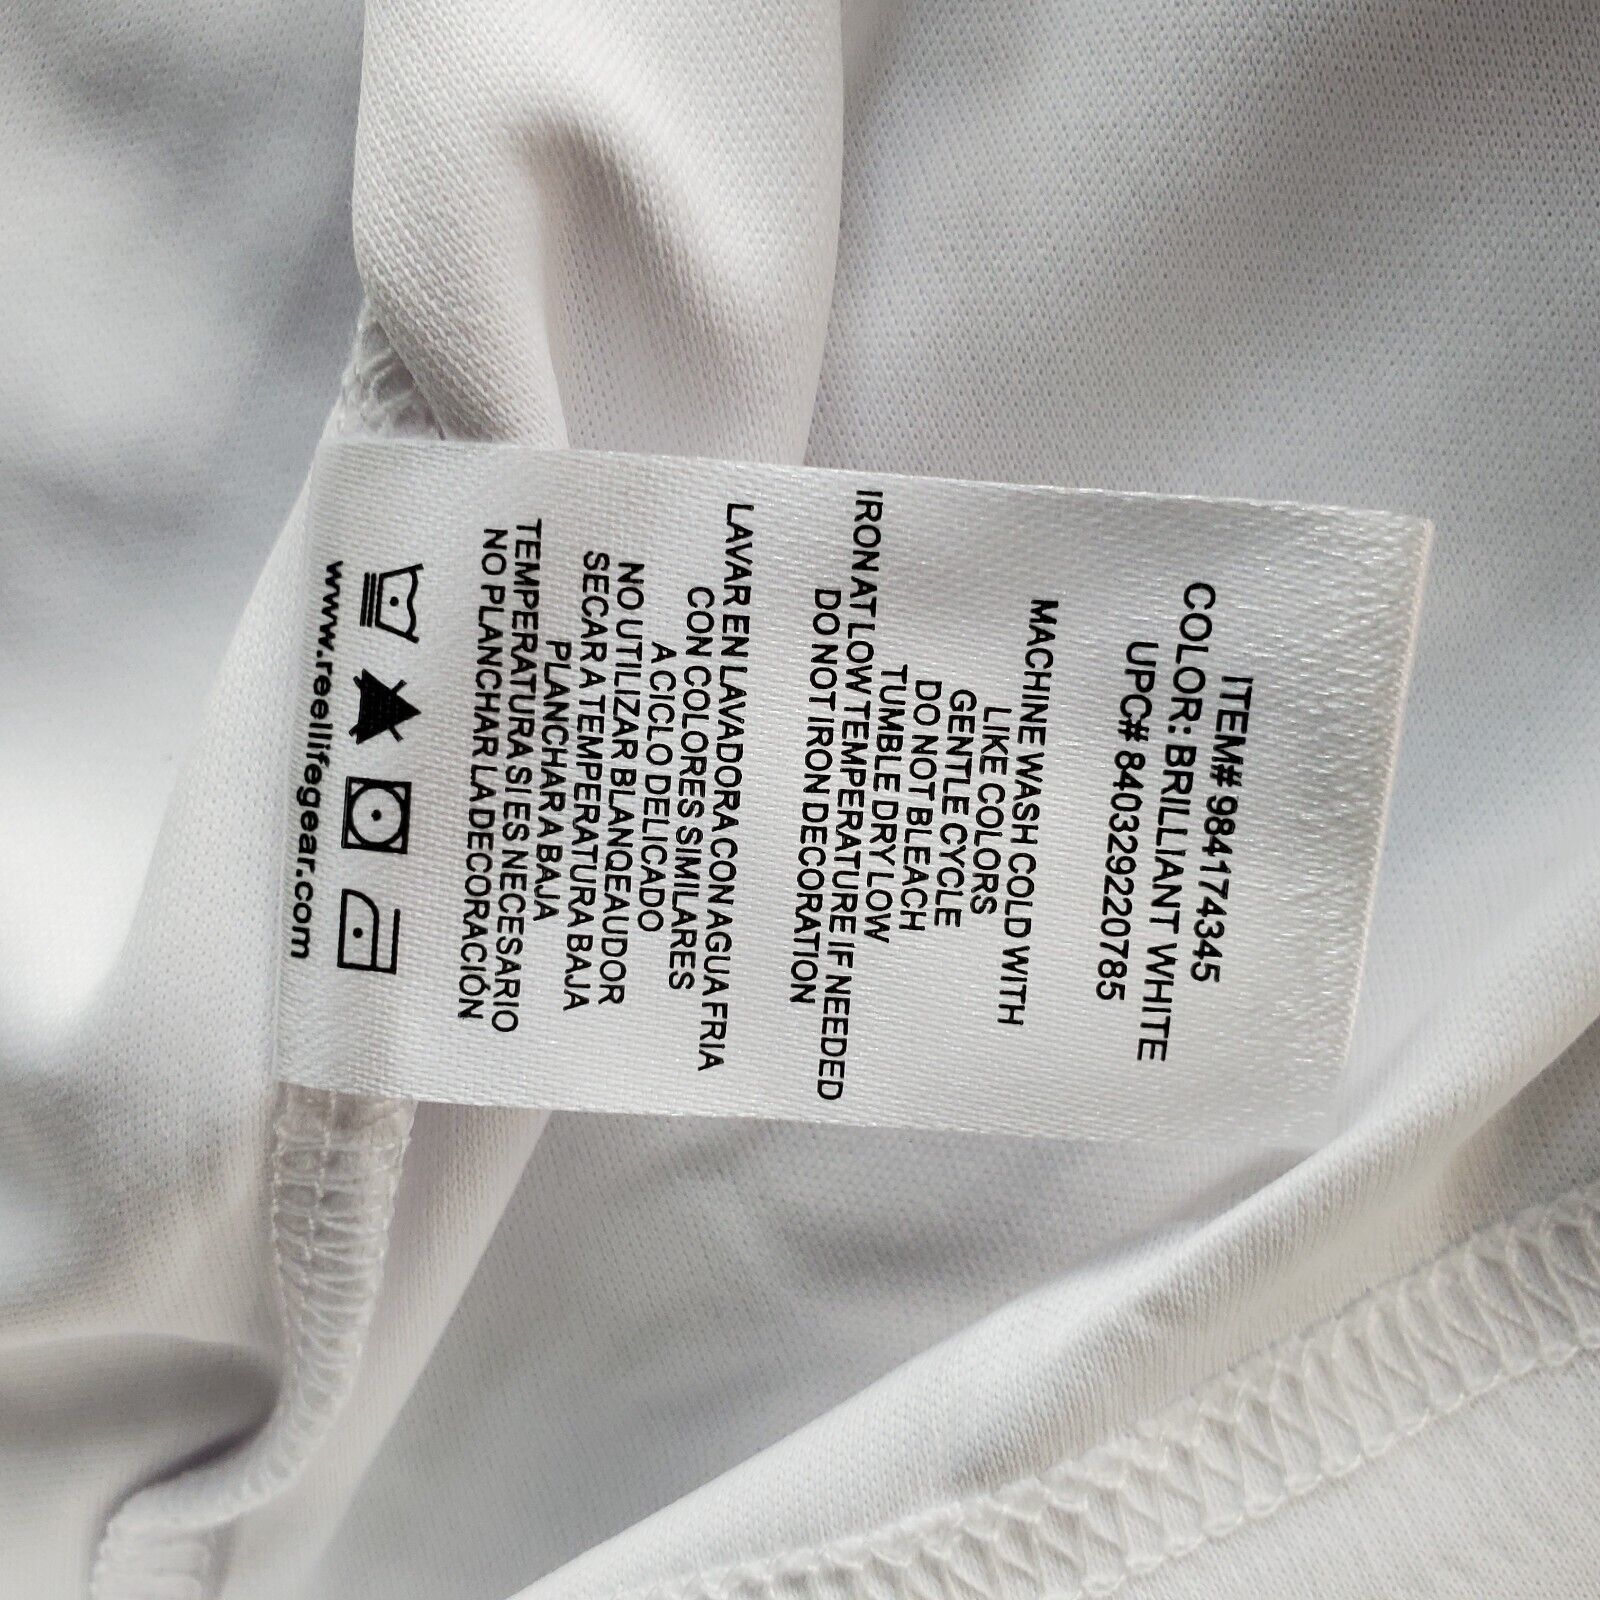 ITEM# 984174345
COLOR: BRILLIANT WHITE
UPC# 840329220785
MACHINE WASH COLD WITH
LIKE COLORS
GENTLE CYCLE
DO NOT BLEACH
TUMBLE DRY LOW
IRON AT LOW TEMPERATURE IF NEEDED
DO NOT IRON DECORATION
LAVAR EN LAVADORA CON AGUA FRIA
CON COLORES SIMILARES
A CICLO DELICADO
NO UTILIZAR BLANQEAUDOR
SECAR A TEMPERATURA BAJA
PLANCHAR A BAJA
TEMPERATURA SI ES NECESARIO
NO PLANCHAR LA DECORACIÓN
www.reellifegear.com